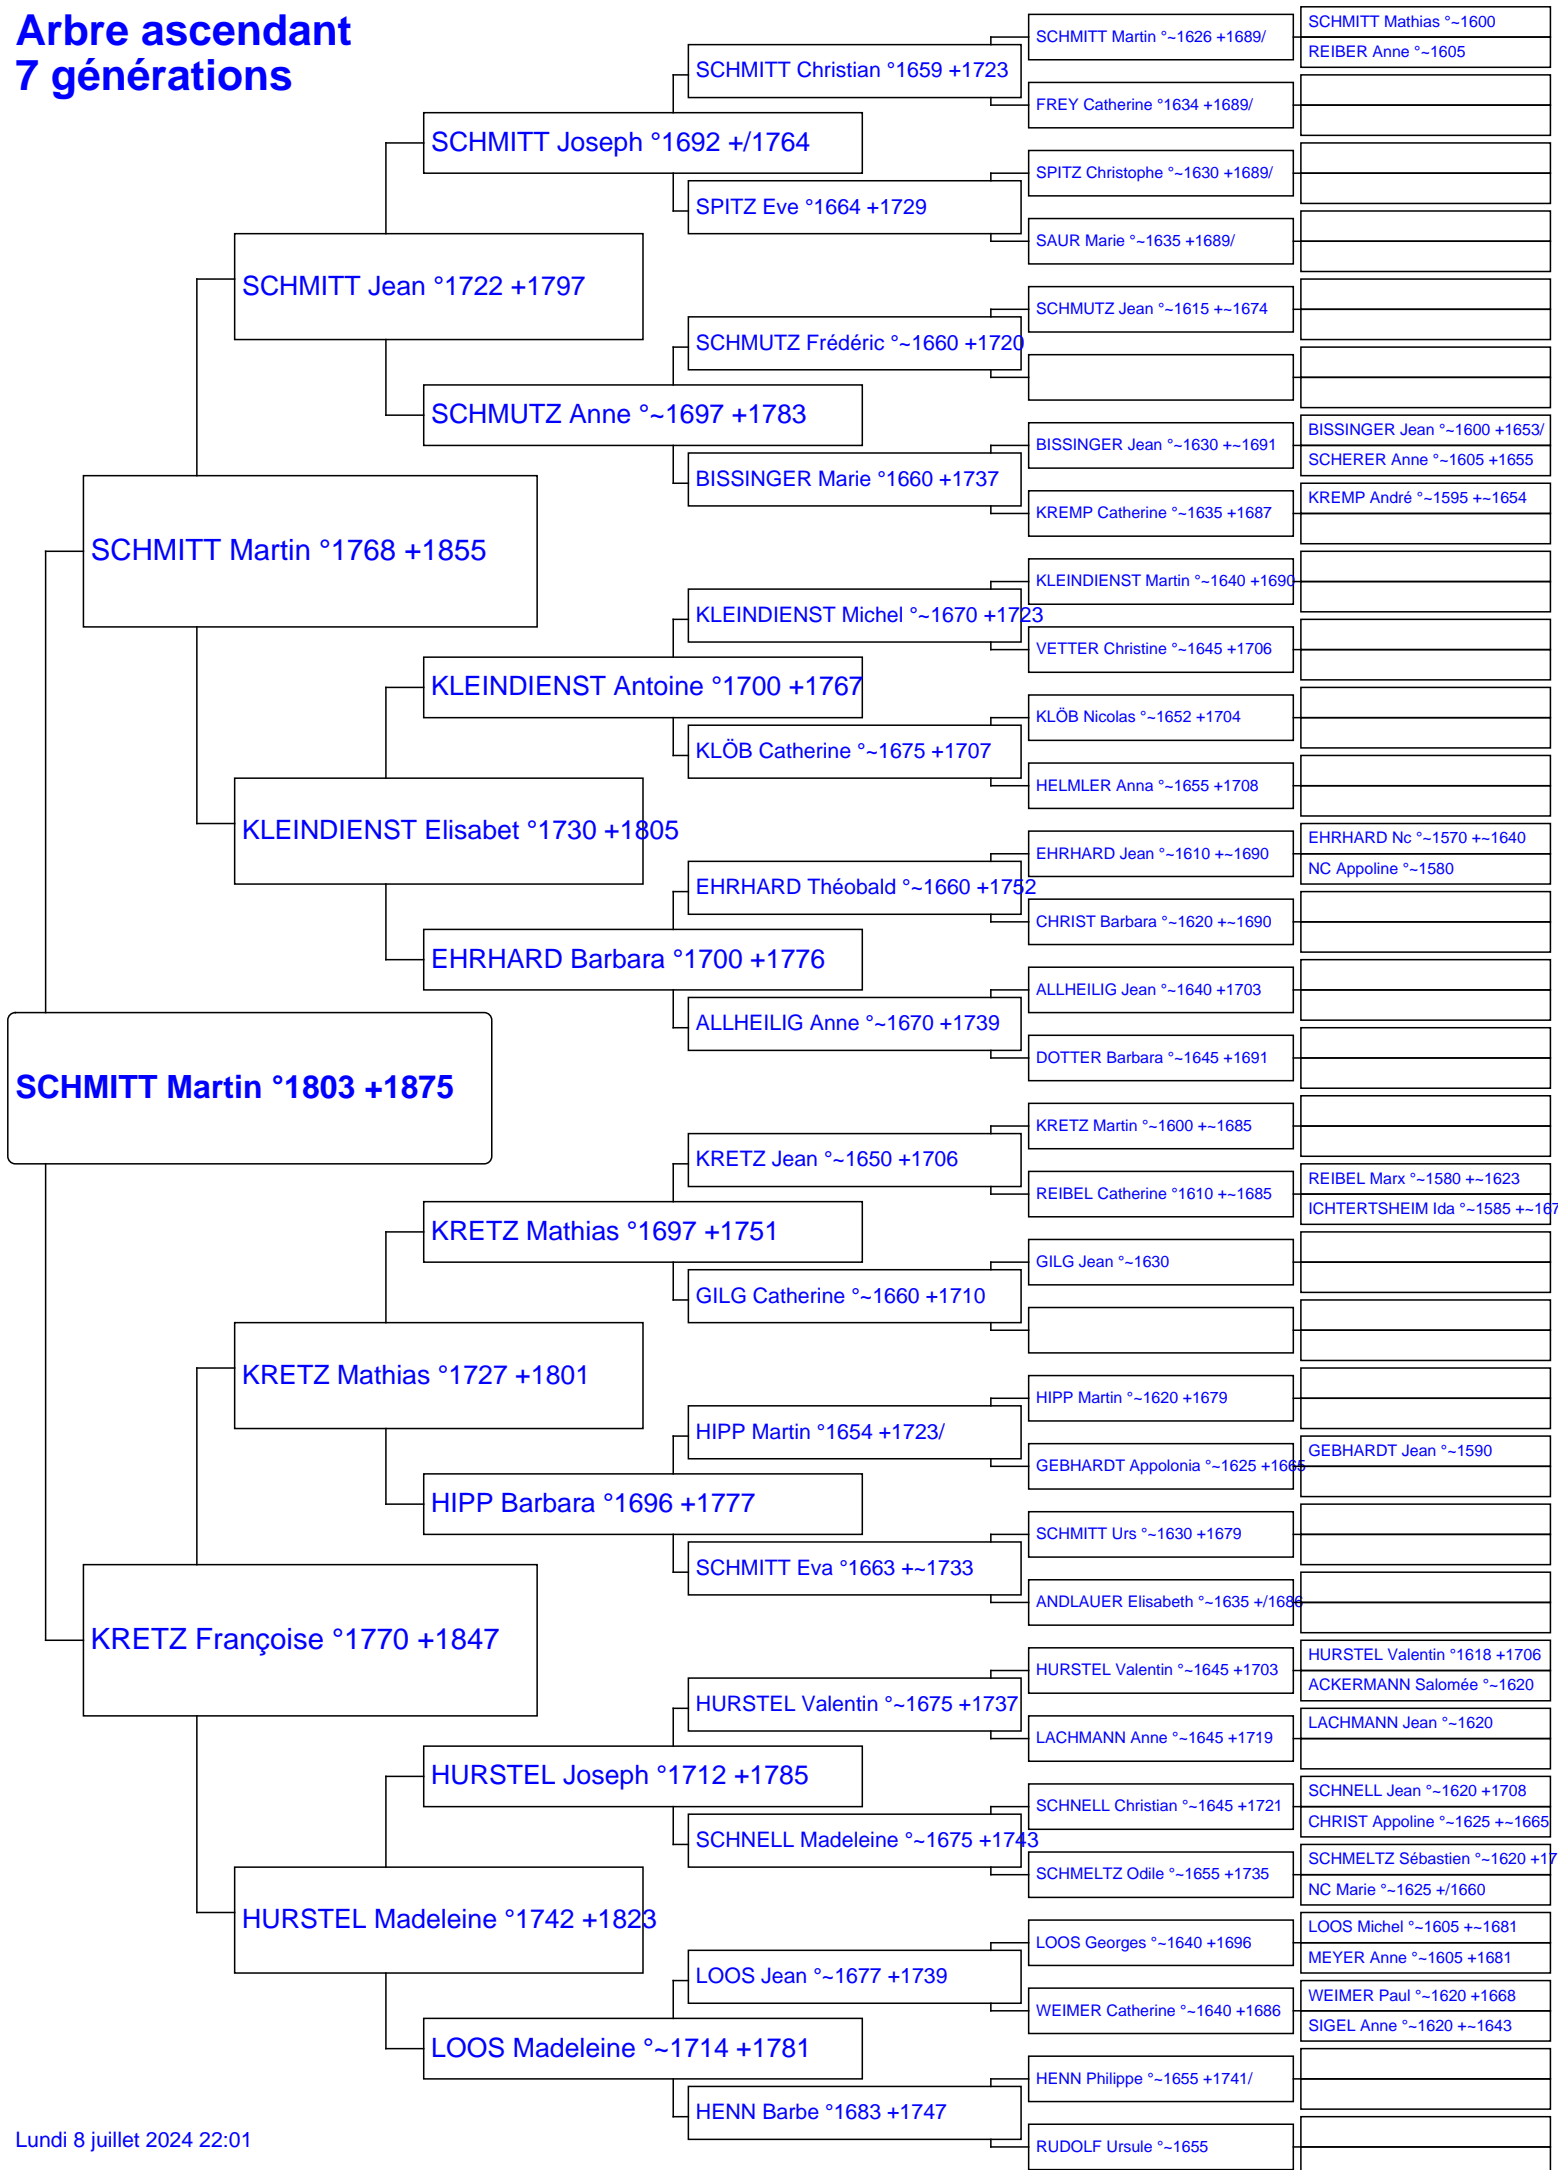 Arbre ascendant
7 générations
SCHMITT Martin °1803 +1875
SCHMITT Martin °1768 +1855
KRETZ Françoise °1770 +1847
SCHMITT Jean °1722 +1797
KLEINDIENST Elisabet °1730 +1805
KRETZ Mathias °1727 +1801
HURSTEL Madeleine °1742 +1823
SCHMITT Joseph °1692 +/1764
SCHMUTZ Anne °~1697 +1783
KLEINDIENST Antoine °1700 +1767
EHRHARD Barbara °1700 +1776
KRETZ Mathias °1697 +1751
HIPP Barbara °1696 +1777
HURSTEL Joseph °1712 +1785
LOOS Madeleine °~1714 +1781
SCHMITT Christian °1659 +1723
SPITZ Eve °1664 +1729
SCHMUTZ Frédéric °~1660 +1720
BISSINGER Marie °1660 +1737
KLEINDIENST Michel °~1670 +1723
KLÖB Catherine °~1675 +1707
EHRHARD Théobald °~1660 +1752
ALLHEILIG Anne °~1670 +1739
KRETZ Jean °~1650 +1706
GILG Catherine °~1660 +1710
HIPP Martin °1654 +1723/
SCHMITT Eva °1663 +~1733
HURSTEL Valentin °~1675 +1737
SCHNELL Madeleine °~1675 +1743
LOOS Jean °~1677 +1739
HENN Barbe °1683 +1747
SCHMITT Martin °~1626 +1689/
FREY Catherine °1634 +1689/
SPITZ Christophe °~1630 +1689/
SAUR Marie °~1635 +1689/
SCHMUTZ Jean °~1615 +~1674
BISSINGER Jean °~1630 +~1691
KREMP Catherine °~1635 +1687
KLEINDIENST Martin °~1640 +1690
VETTER Christine °~1645 +1706
KLÖB Nicolas °~1652 +1704
HELMLER Anna °~1655 +1708
EHRHARD Jean °~1610 +~1690
CHRIST Barbara °~1620 +~1690
ALLHEILIG Jean °~1640 +1703
DOTTER Barbara °~1645 +1691
KRETZ Martin °~1600 +~1685
REIBEL Catherine °1610 +~1685
GILG Jean °~1630
HIPP Martin °~1620 +1679
GEBHARDT Appolonia °~1625 +1665
SCHMITT Urs °~1630 +1679
ANDLAUER Elisabeth °~1635 +/1686
HURSTEL Valentin °~1645 +1703
LACHMANN Anne °~1645 +1719
SCHNELL Christian °~1645 +1721
SCHMELTZ Odile °~1655 +1735
LOOS Georges °~1640 +1696
WEIMER Catherine °~1640 +1686
HENN Philippe °~1655 +1741/
RUDOLF Ursule °~1655
SCHMITT Mathias °~1600
REIBER Anne °~1605
BISSINGER Jean °~1600 +1653/
SCHERER Anne °~1605 +1655
KREMP André °~1595 +~1654
EHRHARD Nc °~1570 +~1640
NC Appoline °~1580
REIBEL Marx °~1580 +~1623
ICHTERTSHEIM Ida °~1585 +~167
GEBHARDT Jean °~1590
HURSTEL Valentin °1618 +1706
ACKERMANN Salomée °~1620
LACHMANN Jean °~1620
SCHNELL Jean °~1620 +1708
CHRIST Appoline °~1625 +~1665
SCHMELTZ Sébastien °~1620 +17
NC Marie °~1625 +/1660
LOOS Michel °~1605 +~1681
MEYER Anne °~1605 +1681
WEIMER Paul °~1620 +1668
SIGEL Anne °~1620 +~1643
Lundi 8 juillet 2024 22:01